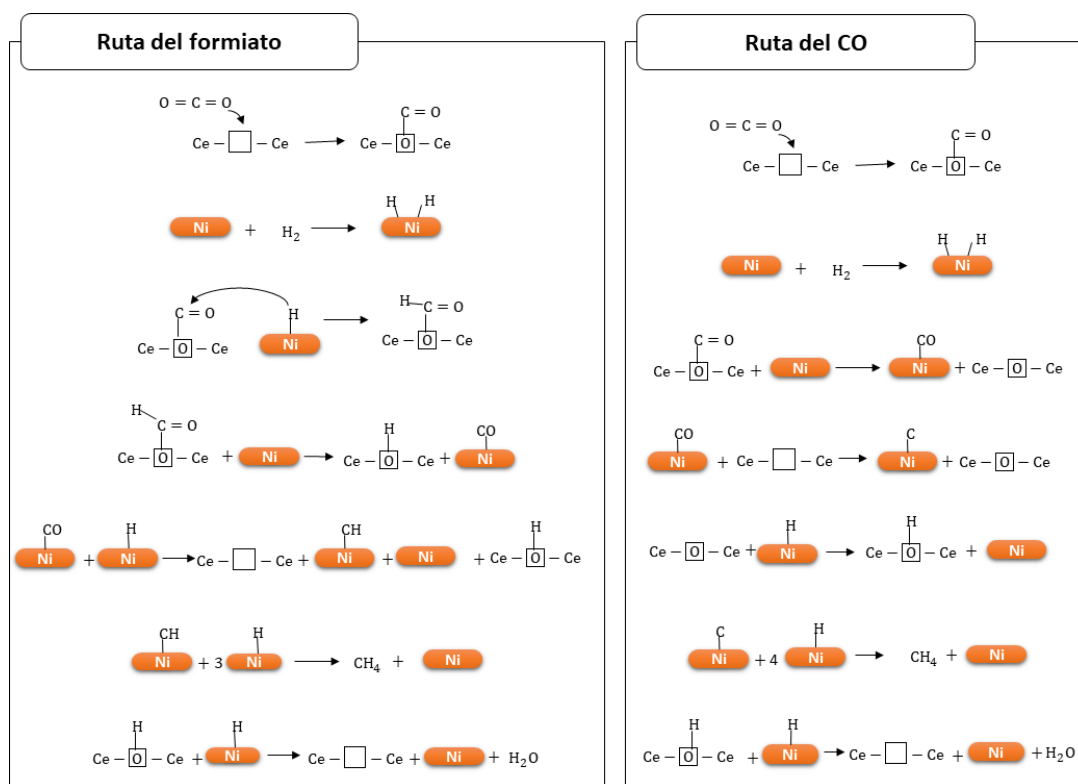 Ruta del formiato
O = C = O
C = O
Ce – – Ce Ce – O – Ce
H H
Ni + H₂ Ni
C = O H H C = O
Ce – O – Ce Ni Ce – O – Ce
H C = O H CO
Ce – O – Ce + Ni Ce – O – Ce + Ni
CO H CH H
Ni + Ni Ce – – Ce + Ni + Ni + Ce – O – Ce
CH H
Ni + 3 Ni CH₄ + Ni
H H
Ce – O – Ce + Ni Ce – – Ce + Ni + H₂O
Ruta del CO
O = C = O
C = O
Ce – – Ce Ce – O – Ce
H H
Ni + H₂ Ni
C = O CO
Ce – O – Ce + Ni Ni + Ce – O – Ce
CO C
Ni + Ce – – Ce Ni + Ce – O – Ce
H H
Ce – O – Ce + Ni Ce – O – Ce + Ni
C H
Ni + 4 Ni CH₄ + Ni
H H
Ce – O – Ce + Ni Ce – – Ce + Ni + H₂O